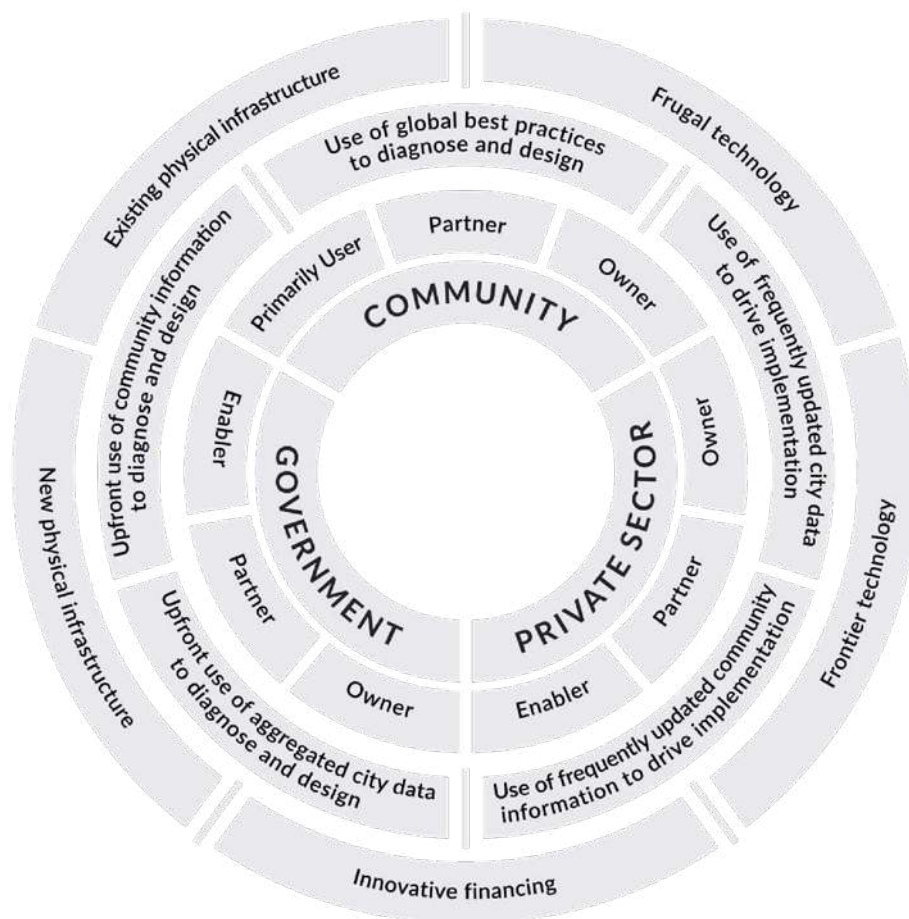 Existing physical infrastructure
Frugal technology
Frontier technology
Innovative financing
New physical infrastructure
Use of global best practices
to diagnose and design
Use of frequently updated city data
to drive implementation
Use of frequently updated community
information to drive implementation
Upfront use of aggregated city data
to diagnose and design
Upfront use of community information
to diagnose and design
Primarily User
Partner
Owner
Owner
Partner
Enabler
Owner
Partner
Enabler
COMMUNITY
PRIVATE SECTOR
GOVERNMENT